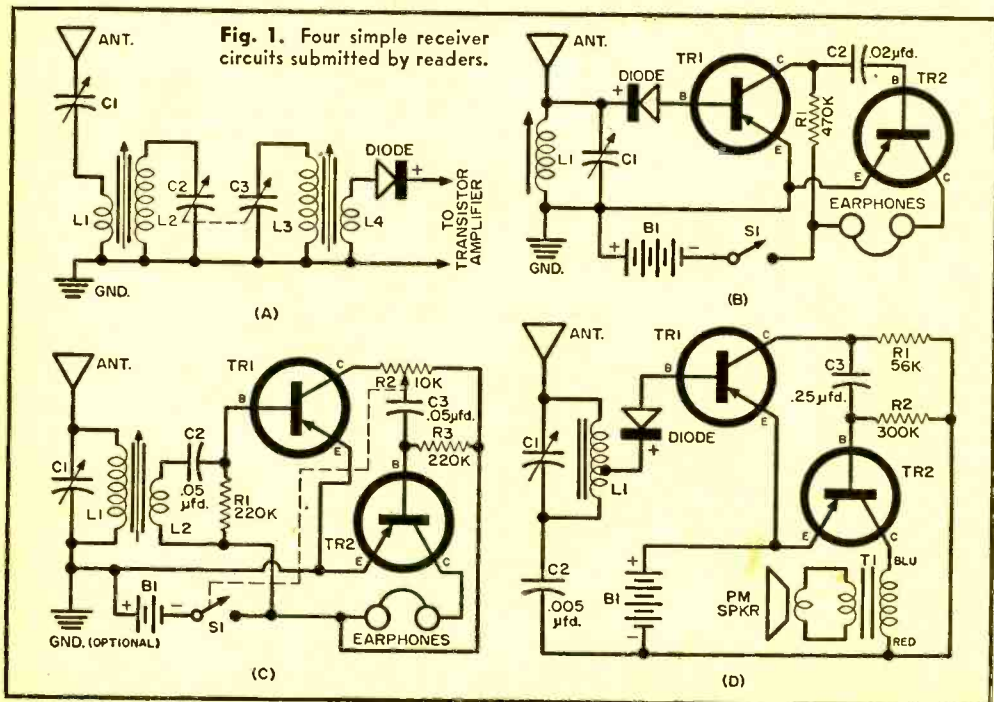 Fig. 1. Four simple receiver
circuits submitted by readers.
ANT.
C1
L1
L2
C2
C3
L3
L4
DIODE
+
TO
TRANSISTOR
AMPLIFIER
GND.
(A)
ANT.
L1
C1
+
DIODE
B
TR1
C
E
R1
470K
C2
.02µfd.
B
TR2
E
C
EARPHONES
+
B1
-
S1
GND.
(B)
ANT.
C1
L1
L2
C2
.05
µfd.
R1
220K
B
TR1
C
E
R2
10K
C3
.05µfd.
R3
220K
B
TR2
E
C
+
B1
-
S1
EARPHONES
GND. (OPTIONAL)
(C)
ANT.
C1
L1
C2
.005
µfd.
DIODE
+
B
TR1
C
E
C3
.25µfd.
R1
56K
R2
300K
B
TR2
E
C
BLU
T1
RED
PM
SPKR
+
B1
-
(D)